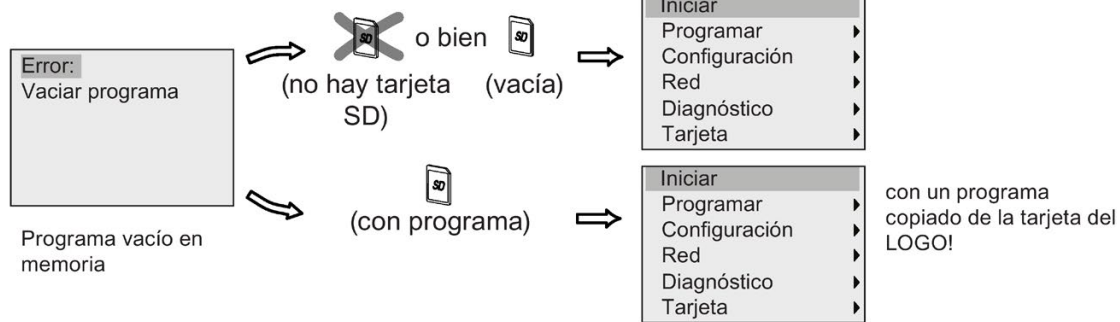 Error:
Vaciar programa
Programa vacío en
memoria
SD
o bien
SD
(no hay tarjeta
SD)
(vacía)
Iniciar
Programar
Configuración
Red
Diagnóstico
Tarjeta
SD
(con programa)
Iniciar
Programar
Configuración
Red
Diagnóstico
Tarjeta
con un programa
copiado de la tarjeta del
LOGO!